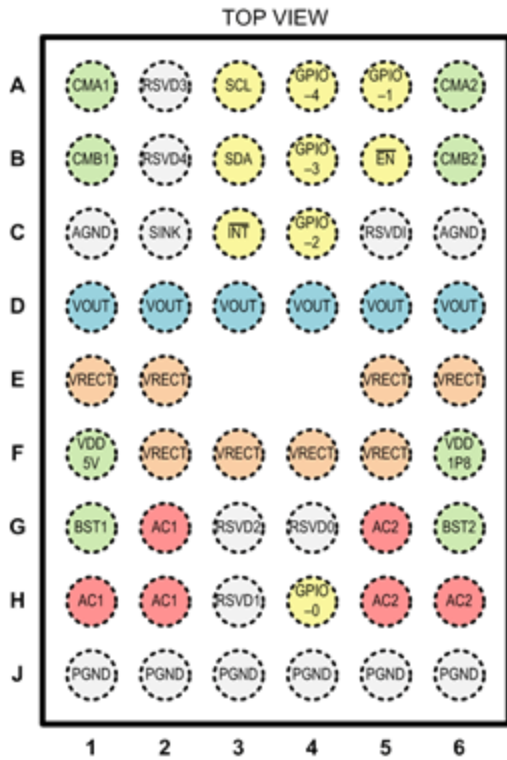 TOP VIEW
A CMA1 RSVD3 SCL GPIO –4 GPIO –1 CMA2
B CMB1 RSVD4 SDA GPIO –3 EN CMB2
C AGND SINK INT GPIO –2 RSVDI AGND
D VOUT VOUT VOUT VOUT VOUT VOUT
E VRECT VRECT VRECT VRECT
F VDD 5V VRECT VRECT VRECT VRECT VDD 1P8
G BST1 AC1 RSVD2 RSVD0 AC2 BST2
H AC1 AC1 RSVD1 GPIO –0 AC2 AC2
J PGND PGND PGND PGND PGND PGND
1 2 3 4 5 6